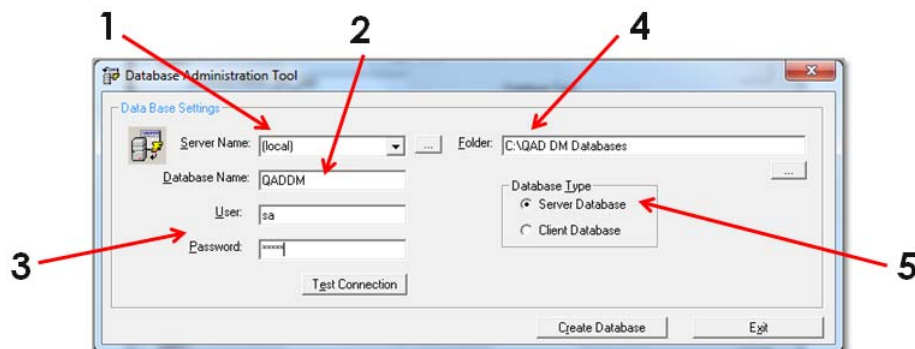 1
2
4
Database Administration Tool
Data Base Settings
Server Name: (local) ... Folder: C:\QAD DM Databases
...
Database Name: QADDM
Database Type
Server Database
User: sa
Client Database
3
Password: *****
5
Test Connection
Create Database Exit